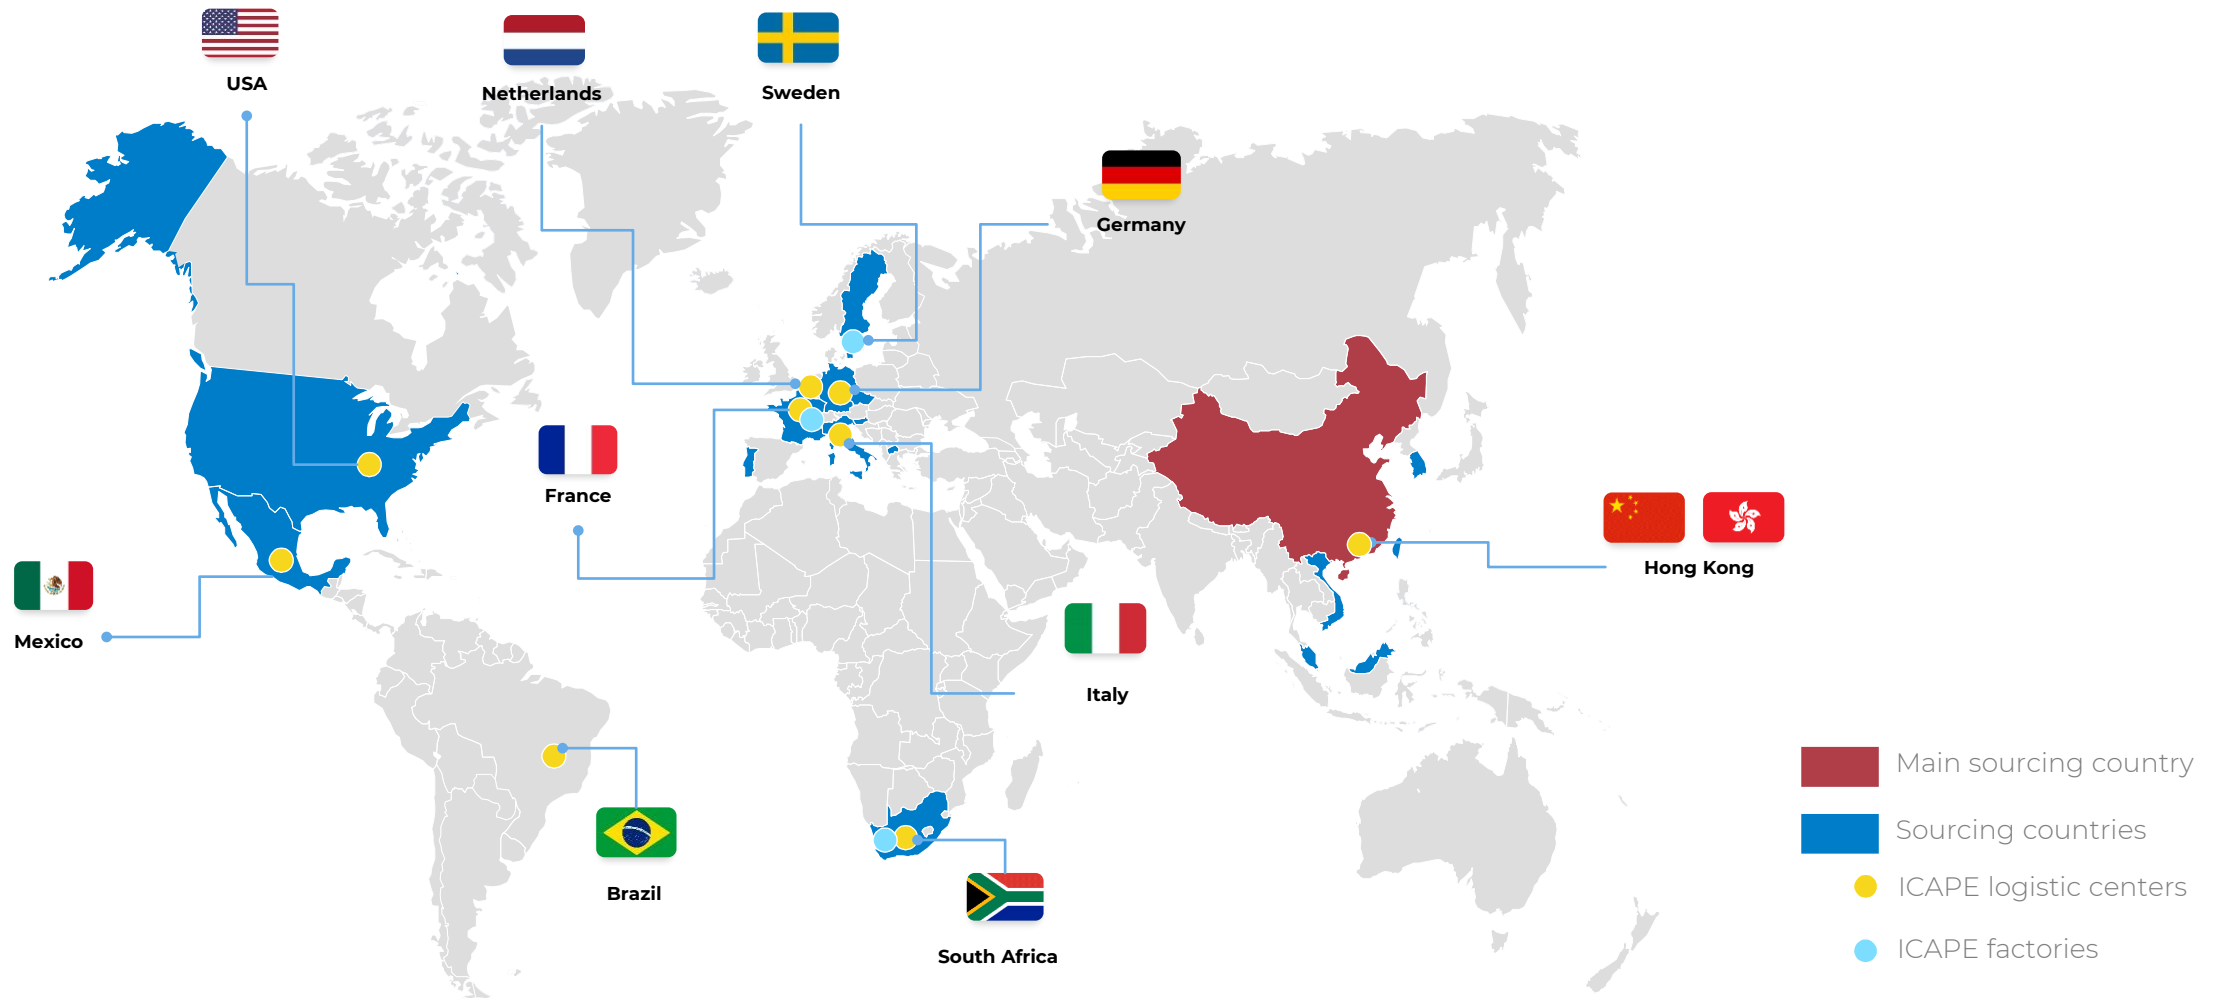 USA
Netherlands
Sweden
Germany
France
Hong Kong
Mexico
Italy
Brazil
South Africa
Main sourcing country
Sourcing countries
ICAPE logistic centers
ICAPE factories